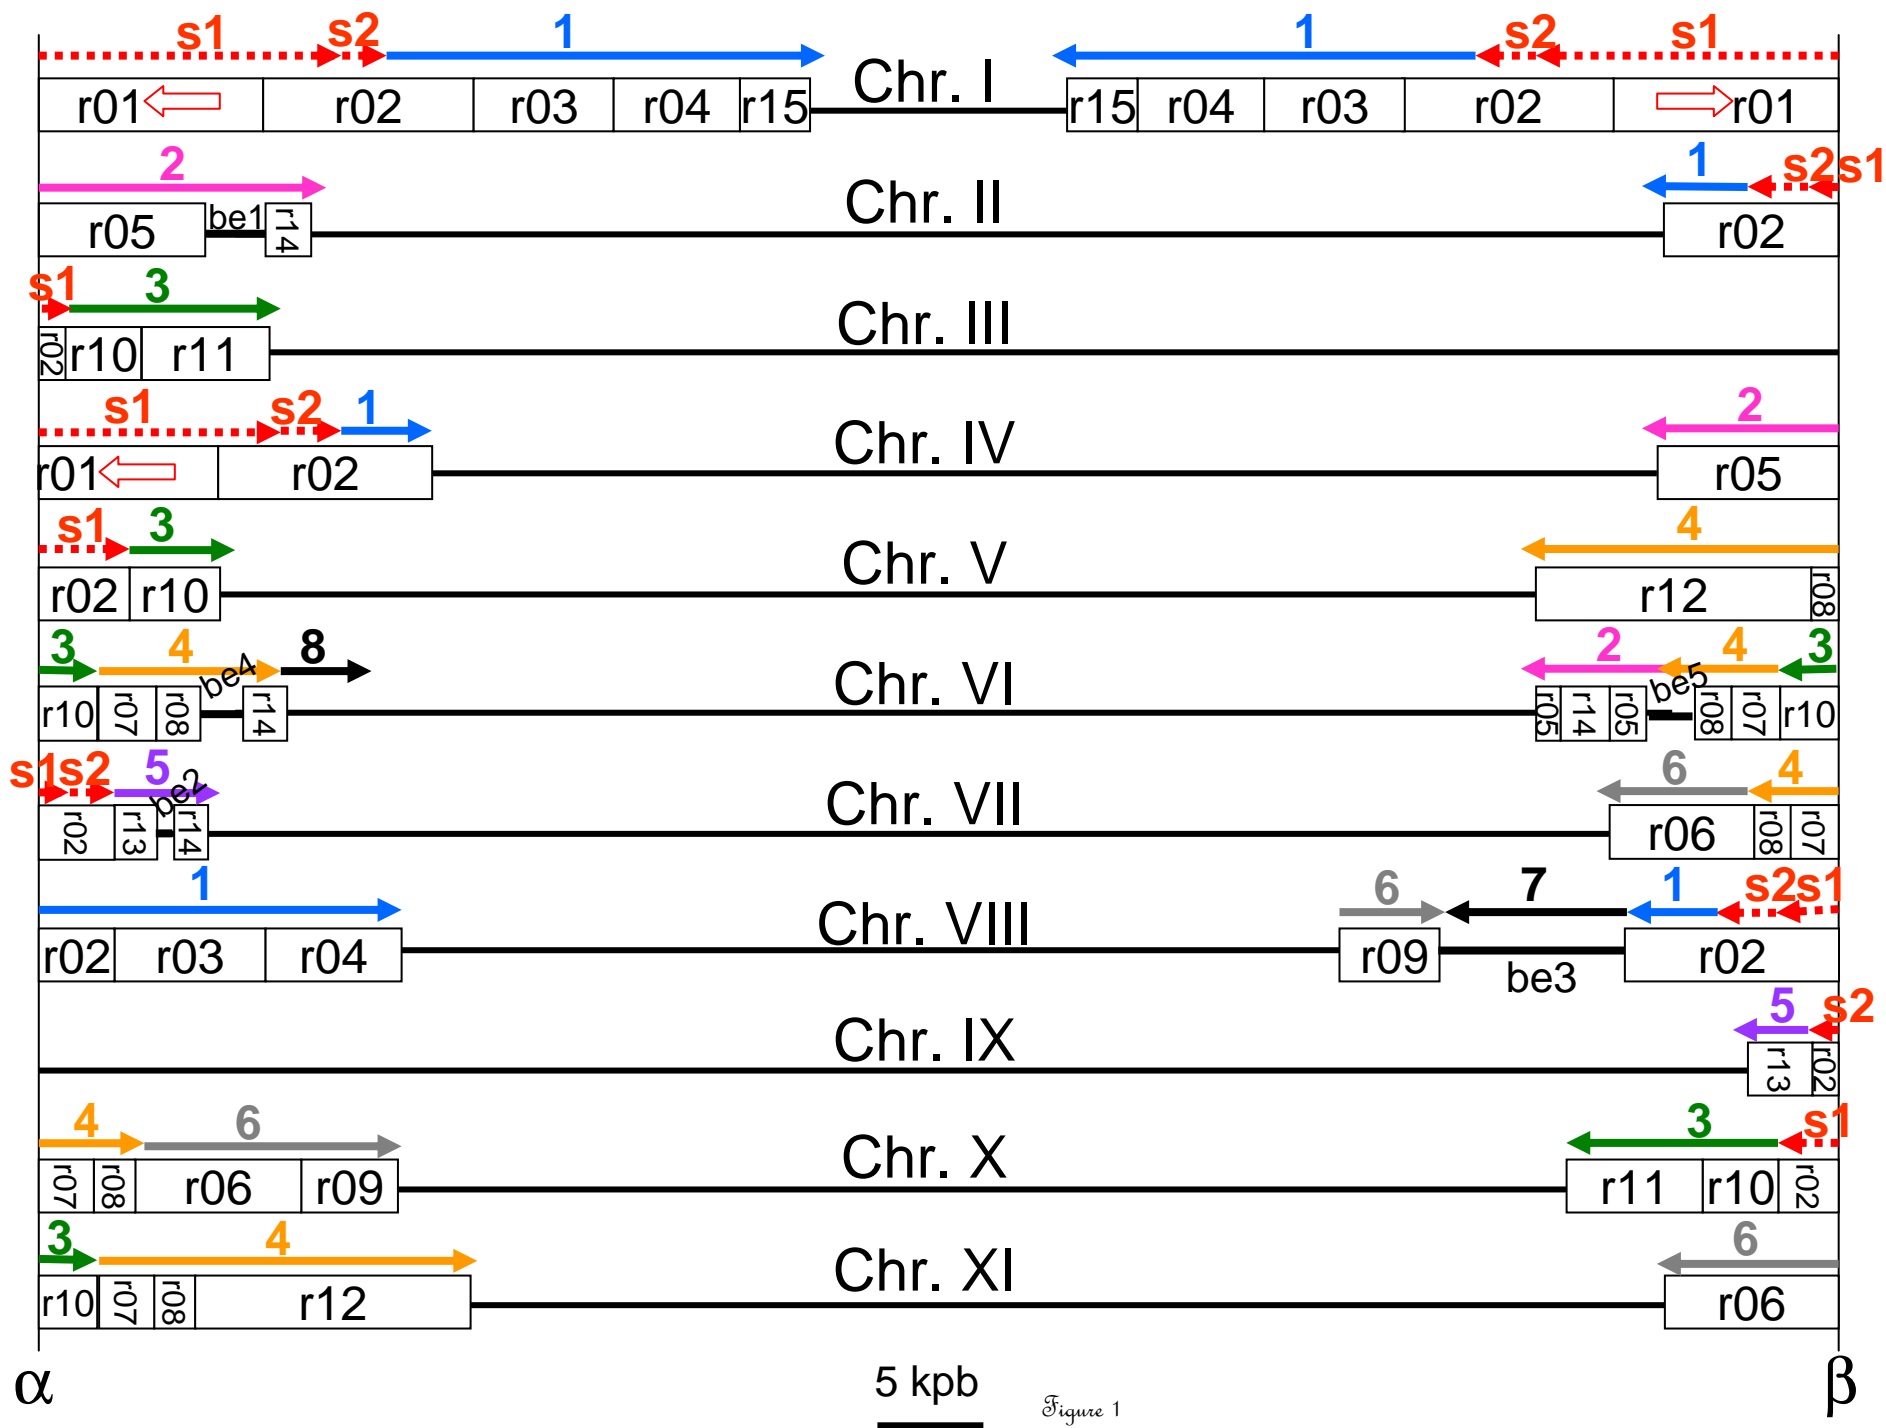 s1 s2 1 1 s2 s1
Chr. I
r01 r02 r03 r04 r15 r15 r04 r03 r02 r01
2 1 s2 s1
Chr. II
r05 be1 r14 r02
s1 3
Chr. III
r02 r10 r11
s1 s2 1 2
Chr. IV
r01 r02 r05
s1 3 4
Chr. V
r02 r10 r12 r08
3 4 8 2 4 3
Chr. VI
r10 r07 r08 be4 r14 r05 r14 r05 be5 r08 r07 r10
s1 s2 5 6 4
Chr. VII
r02 r13 be2 r14 r06 r08 r07
1 6 7 1 s2 s1
Chr. VIII
r02 r03 r04 r09 be3 r02
5 s2
Chr. IX
r13 r02
4 6 3 s1
Chr. X
r07 r08 r06 r09 r11 r10 r02
3 4 6
Chr. XI
r10 r07 r08 r12 r06
α β
5 kpb
Figure 1